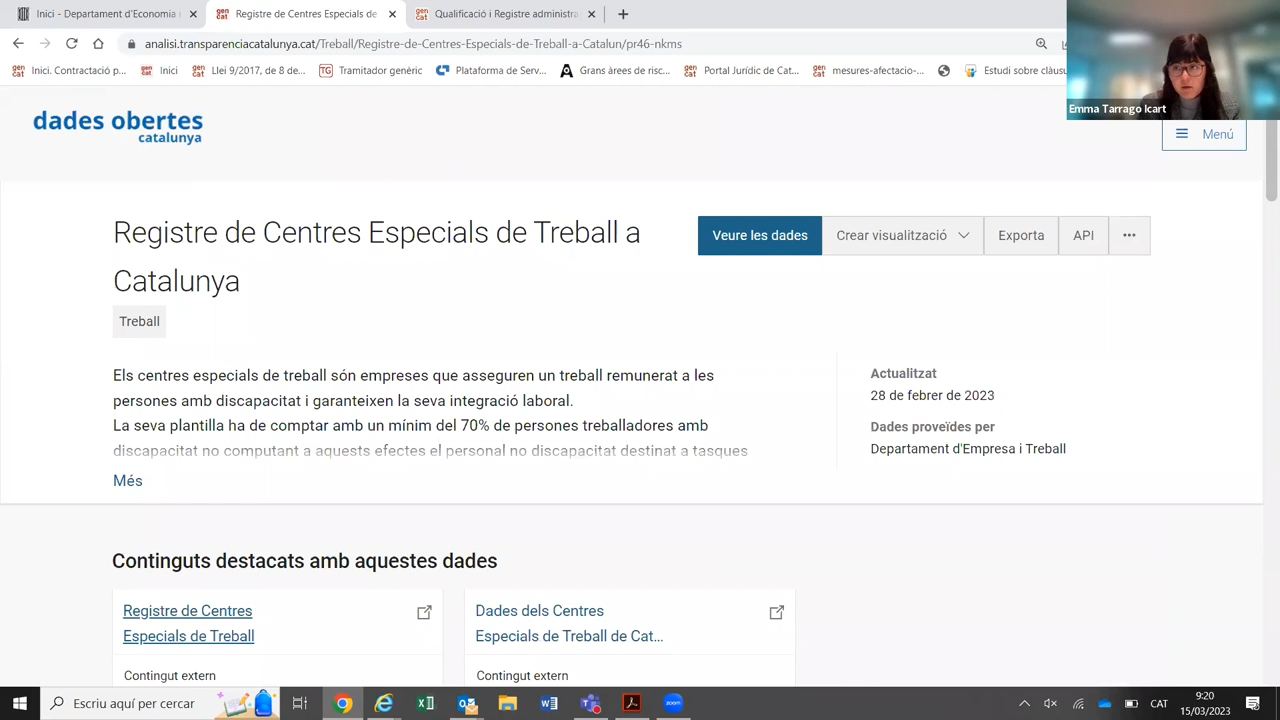 Inici - Departament d'Economia i
Registre de Centres Especials de
Qualificació i Registre administra
analisi.transparenciacatalunya.cat/Treball/Registre-de-Centres-Especials-de-Treball-a-Catalun/pr46-nkms
Inici. Contractació p...
Inici
Llei 9/2017, de 8 de...
Tramitador genèric
Plataforma de Serv...
Grans àrees de risc...
Portal Jurídic de Cat...
mesures-afectacio-...
Estudi sobre clàusu
Emma Tarrago Icart
dades obertes
catalunya
Menú
Registre de Centres Especials de Treball a
Catalunya
Veure les dades
Crear visualització
Exporta
API
Treball
Els centres especials de treball són empreses que asseguren un treball remunerat a les
persones amb discapacitat i garanteixen la seva integració laboral.
La seva plantilla ha de comptar amb un mínim del 70% de persones treballadores amb
discapacitat no computant a aquests efectes el personal no discapacitat destinat a tasques
Més
Actualitzat
28 de febrer de 2023
Dades proveïdes per
Departament d'Empresa i Treball
Continguts destacats amb aquestes dades
Registre de Centres
Especials de Treball
Contingut extern
Dades dels Centres
Especials de Treball de Cat...
Contingut extern
Escriu aquí per cercar
CAT
9:20
15/03/2023